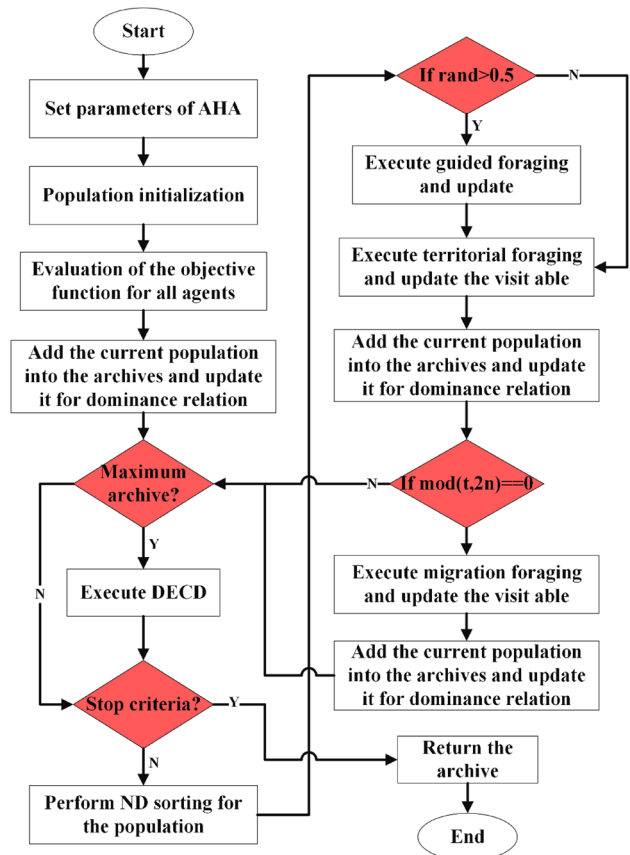 Start
Set parameters of AHA
Population initialization
Evaluation of the objective
function for all agents
Add the current population
into the archives and update
it for dominance relation
Maximum
archive?
Y
N
Execute DECD
Stop criteria?
Y
N
Perform ND sorting for
the population
If rand>0.5
N
Y
Execute guided foraging
and update
Execute territorial foraging
and update the visit able
Add the current population
into the archives and update
it for dominance relation
If mod(t,2n)==0
N
Execute migration foraging
and update the visit able
Add the current population
into the archives and update
it for dominance relation
Return the
archive
End